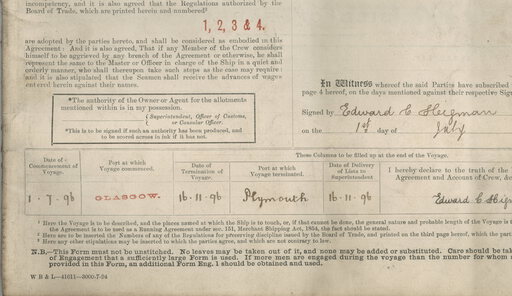 incompetency, and it is also agreed that the Regulations authorized by the
Board of Trade, which are printed herein and numbered²
1, 2, 3 & 4.
are adopted by the parties hereto, and shall be considered as embodied in this
Agreement: And it is also agreed, That if any Member of the Crew considers
himself to be aggrieved by any breach of the Agreement or otherwise, he shall
represent the same to the Master or Officer in charge of the Ship in a quiet and
orderly manner, who shall thereupon take such steps as the case may require:
and it is also stipulated that the Seamen shall receive the advances of wages
entered herein against their names.
*The authority of the Owner or Agent for the allotments
mentioned within is in my possession.
Superintendent, Officer of Customs,
or Consular Officer.
*This is to be signed if such an authority has been produced, and
to be scored across in ink if it has not.
In Witness whereof the said Parties have subscribed
page 4 hereof, on the days mentioned against their respective Sign
Signed by Edward C
on the 1st day of July
These Columns to be filled up at the end of the Voyage.
Date of Commencement of Voyage.
Port at which Voyage commenced.
Date of Termination of Voyage.
Port at which Voyage terminated.
Date of Delivery of Lists to Superintendent
I hereby declare to the truth of the
Agreement and Account of Crew, &c
1.7.96
GLASGOW.
16.11.96
Plymouth
16.11.96
Edward C
¹ Here the Voyage is to be described, and the places named at which the Ship is to touch, or, if that cannot be done, the general nature and probable length of the Voyage is
the Agreement is to be used as a Running Agreement under sec. 151, Merchant Shipping Act, 1854, the fact should be stated.
² Here are to be inserted the Numbers of any of the Regulations for preserving discipline issued by the Board of Trade, and printed on the third page hereof, which the part
³ Here any other stipulations may be inserted to which the parties agree, and which are not contrary to law.
N.B.—This Form must not be unstitched. No leaves may be taken out of it, and none may be added or substituted. Care should be take
of Engagement that a sufficiently large Form is used. If more men are engaged during the voyage than the number for whom s
provided in this Form, an additional Form Eng. 1 should be obtained and used.
W B & L—41611—3000-7-94